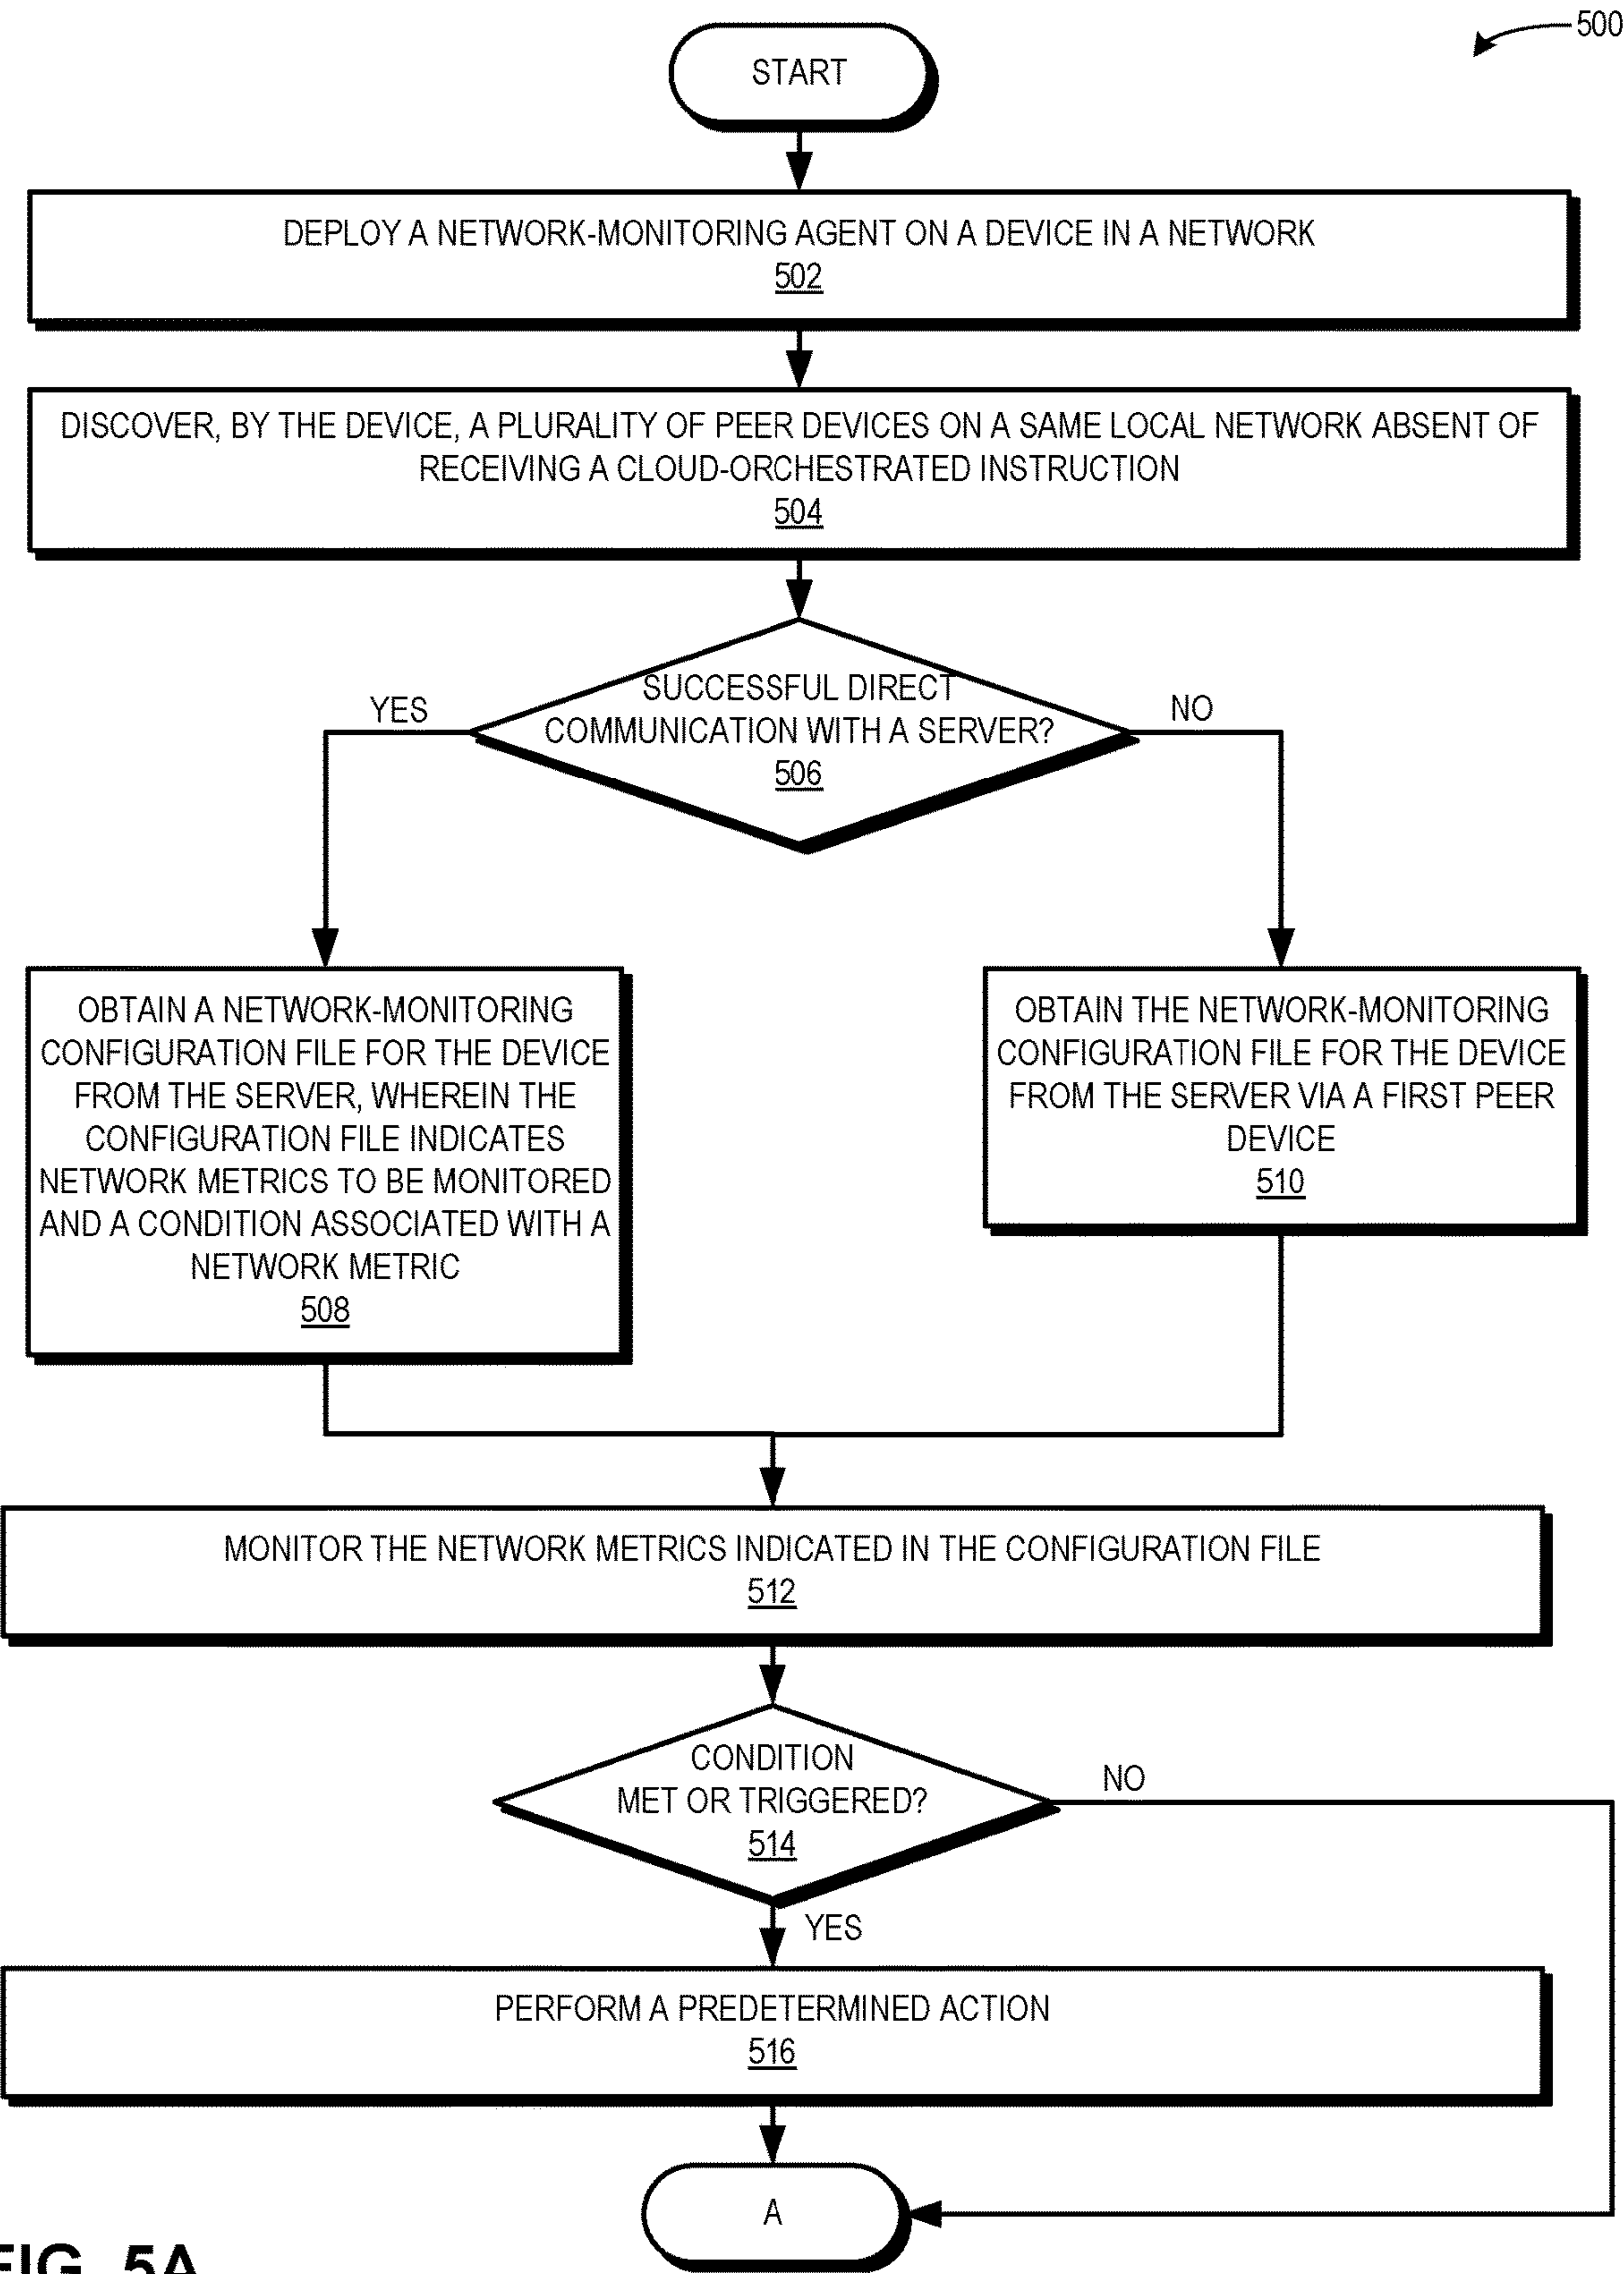 500
START
DEPLOY A NETWORK-MONITORING AGENT ON A DEVICE IN A NETWORK
502
DISCOVER, BY THE DEVICE, A PLURALITY OF PEER DEVICES ON A SAME LOCAL NETWORK ABSENT OF
RECEIVING A CLOUD-ORCHESTRATED INSTRUCTION
504
SUCCESSFUL DIRECT
COMMUNICATION WITH A SERVER?
506
YES
NO
OBTAIN A NETWORK-MONITORING
CONFIGURATION FILE FOR THE DEVICE
FROM THE SERVER, WHEREIN THE
CONFIGURATION FILE INDICATES
NETWORK METRICS TO BE MONITORED
AND A CONDITION ASSOCIATED WITH A
NETWORK METRIC
508
OBTAIN THE NETWORK-MONITORING
CONFIGURATION FILE FOR THE DEVICE
FROM THE SERVER VIA A FIRST PEER
DEVICE
510
MONITOR THE NETWORK METRICS INDICATED IN THE CONFIGURATION FILE
512
CONDITION
MET OR TRIGGERED?
514
NO
YES
PERFORM A PREDETERMINED ACTION
516
A
FIG. 5A